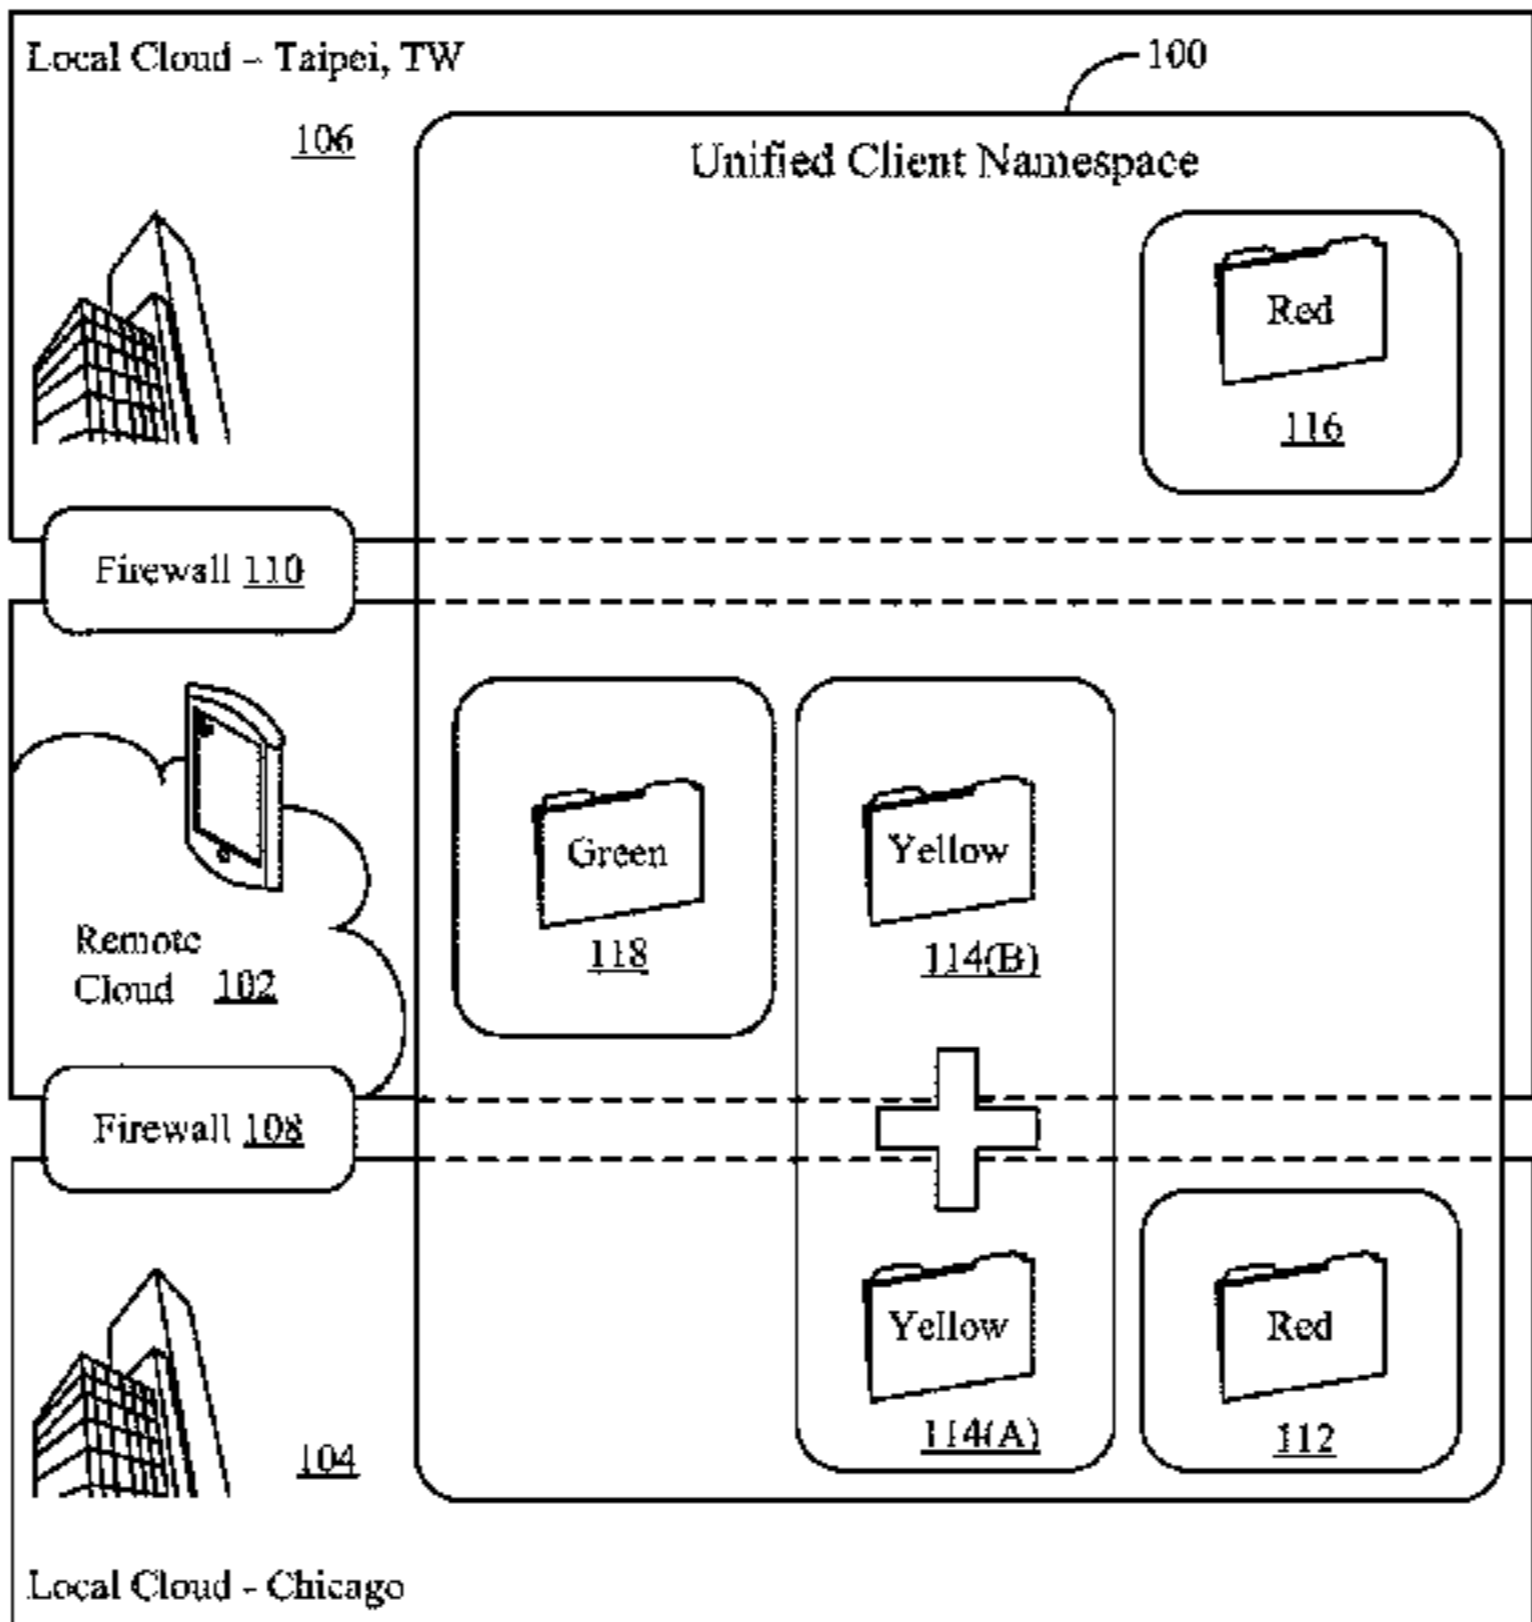 Local Cloud – Taipei, TW
100
106
Unified Client Namespace
Red
116
Firewall 110
Green
118
Yellow
114(B)
Remote
Cloud 102
Firewall 108
Yellow
114(A)
Red
112
104
Local Cloud - Chicago